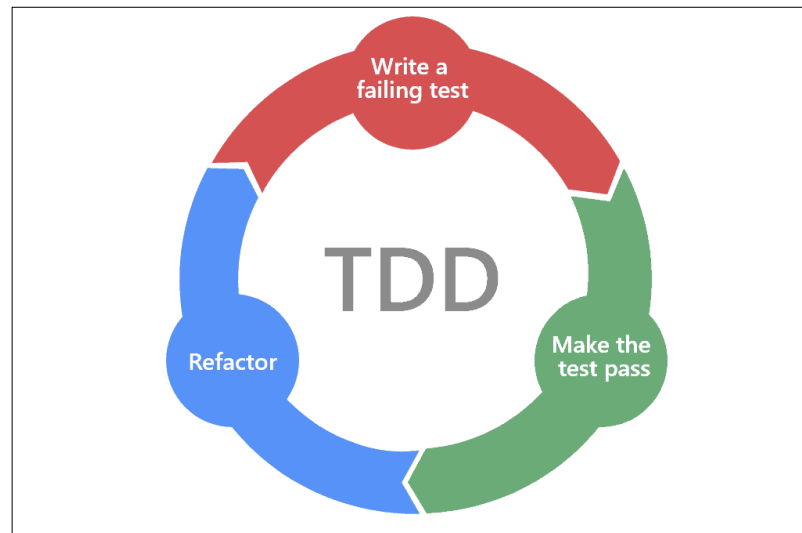 Write a
failing test
TDD
Make the
test pass
Refactor